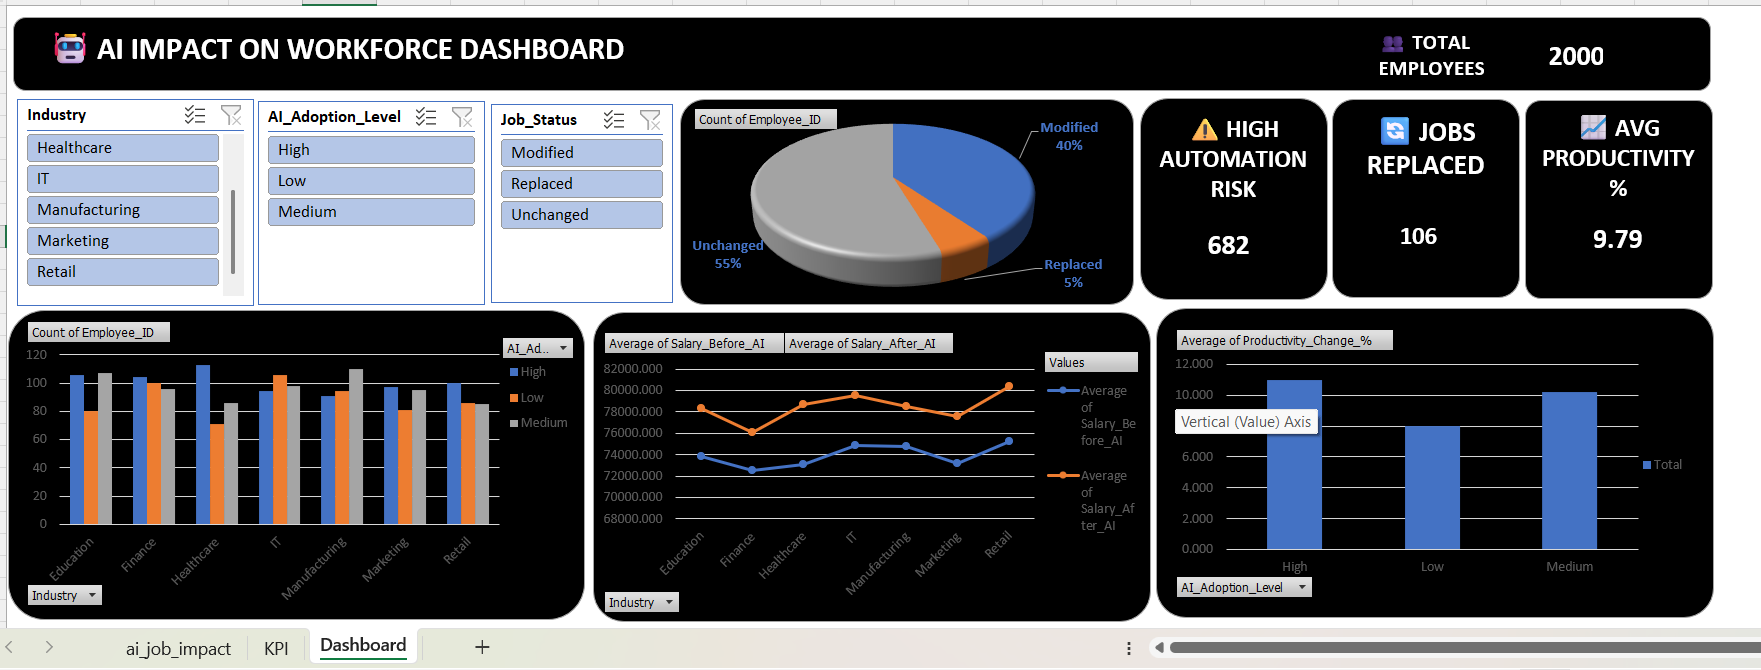 AI IMPACT ON WORKFORCE DASHBOARD
TOTAL
EMPLOYEES
2000
Industry
Healthcare
IT
Manufacturing
Marketing
Retail
AI_Adoption_Level
High
Low
Medium
Job_Status
Modified
Replaced
Unchanged
Count of Employee_ID
Modified
40%
Unchanged
55%
Replaced
5%
HIGH
AUTOMATION
RISK
682
JOBS
REPLACED
106
AVG
PRODUCTIVITY
%
9.79
Count of Employee_ID
120
100
80
60
40
20
0
Education
Finance
Healthcare
IT
Manufacturing
Marketing
Retail
AI_Ad...
High
Low
Medium
Industry
Average of Salary_Before_AI
Average of Salary_After_AI
82000.000
80000.000
78000.000
76000.000
74000.000
72000.000
70000.000
68000.000
Education
Finance
Healthcare
IT
Manufacturing
Marketing
Retail
Values
Average
of
Salary_Be
fore_AI
Average
of
Salary_Af
ter_AI
Industry
Average of Productivity_Change_%
12.000
10.000
Vertical (Value) Axis
6.000
4.000
2.000
0.000
High
Low
Medium
Total
AI_Adoption_Level
ai_job_impact
KPI
Dashboard